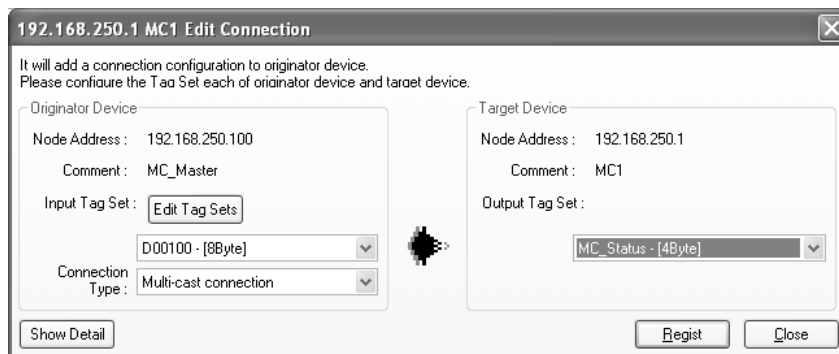 192.168.250.1 MC1 Edit Connection
It will add a connection configuration to originator device.
Please configure the Tag Set each of originator device and target device.
Originator Device
Node Address : 192.168.250.100
Comment : MC_Master
Input Tag Set : Edit Tag Sets
D00100 - [8Byte]
Connection Type : Multi-cast connection
Target Device
Node Address : 192.168.250.1
Comment : MC1
Output Tag Set :
MC_Status - [4Byte]
Show Detail
Regist
Close